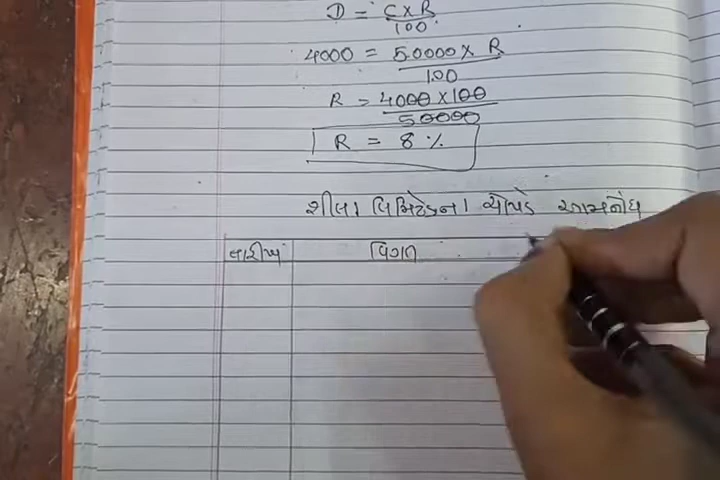 D = C×R / 100
4000 = 50000 × R / 100
R = 4000 × 100 / 50000
R = 8 %
શીલા લિમિટેડના ચોપડે આમનોંધ
તારીખ વિગત